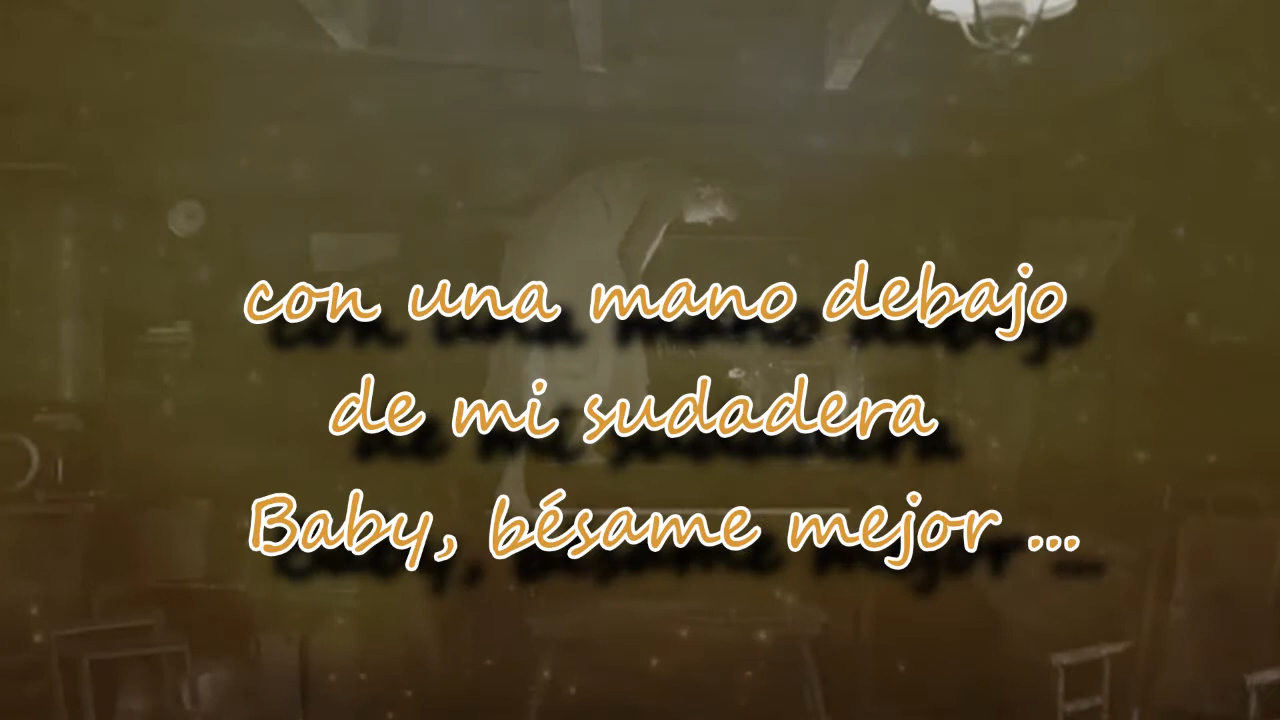 con una mano debajo
de mi sudadera
Baby, bésame mejor ...